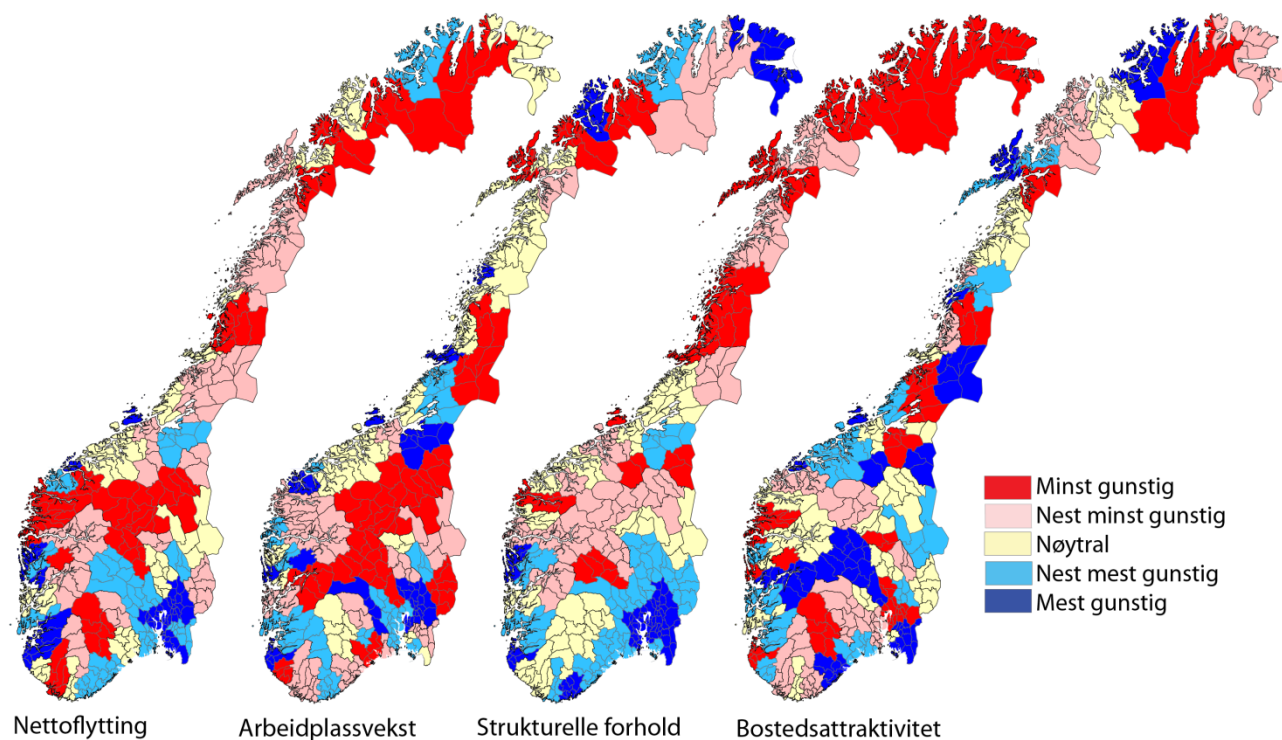 Minst gunstig
Nest minst gunstig
Nøytral
Nest mest gunstig
Mest gunstig
Nettoflytting
Arbeidplassvekst
Strukturelle forhold
Bostedsattraktivitet